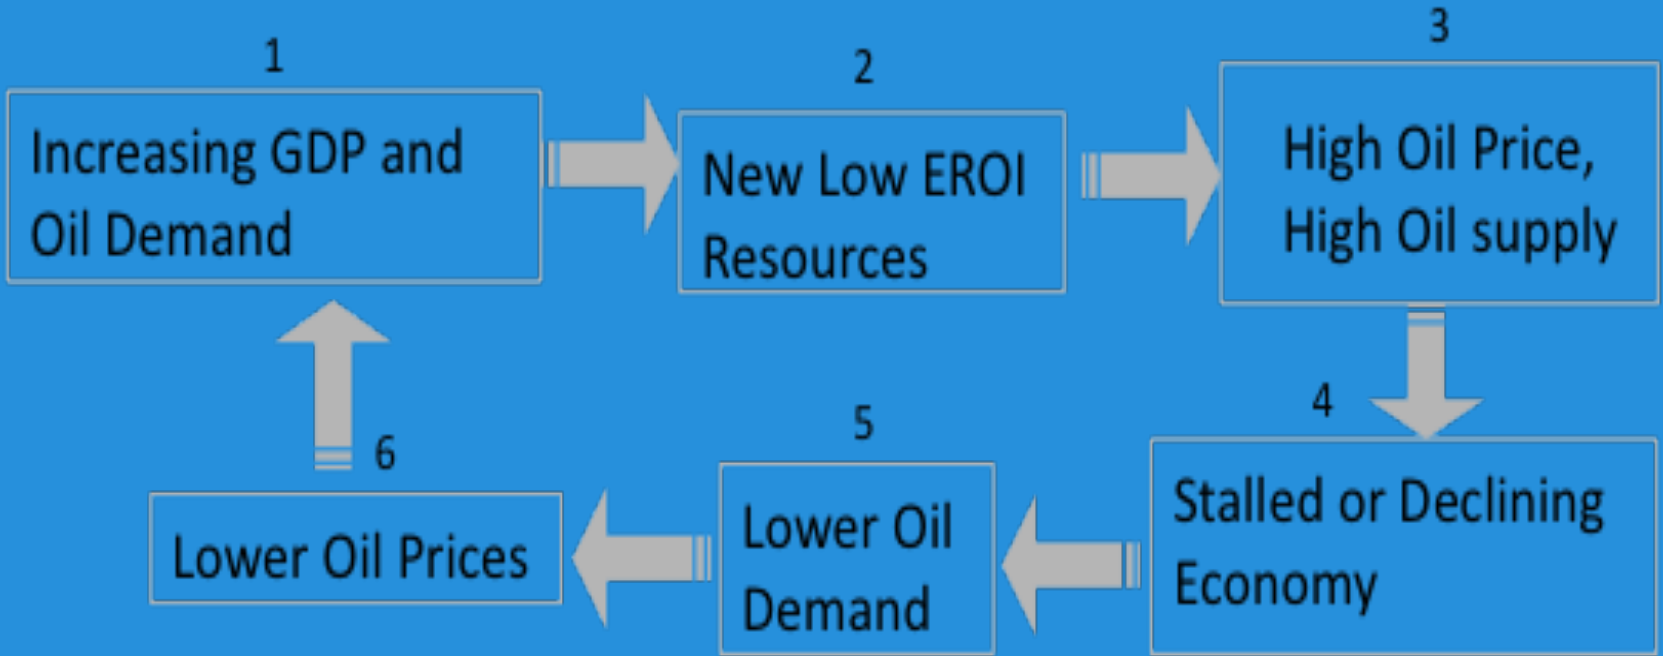 1
Increasing GDP and
Oil Demand
2
New Low EROI
Resources
3
High Oil Price,
High Oil supply
4
Stalled or Declining
Economy
5
Lower Oil
Demand
6
Lower Oil Prices